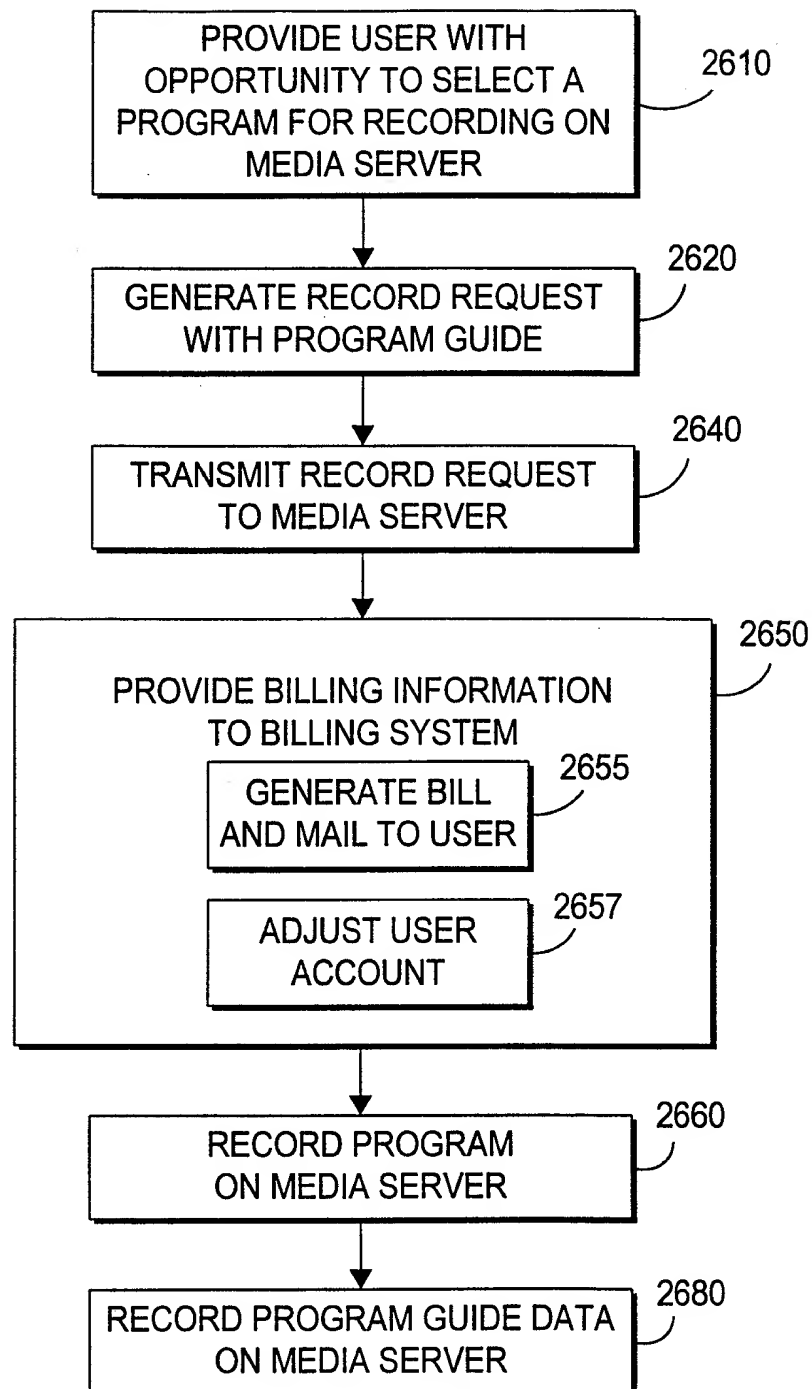 PROVIDE USER WITH
OPPORTUNITY TO SELECT A
PROGRAM FOR RECORDING ON
MEDIA SERVER
2610
GENERATE RECORD REQUEST
WITH PROGRAM GUIDE
2620
TRANSMIT RECORD REQUEST
TO MEDIA SERVER
2640
PROVIDE BILLING INFORMATION
TO BILLING SYSTEM
2650
GENERATE BILL
AND MAIL TO USER
2655
ADJUST USER
ACCOUNT
2657
RECORD PROGRAM
ON MEDIA SERVER
2660
RECORD PROGRAM GUIDE DATA
ON MEDIA SERVER
2680